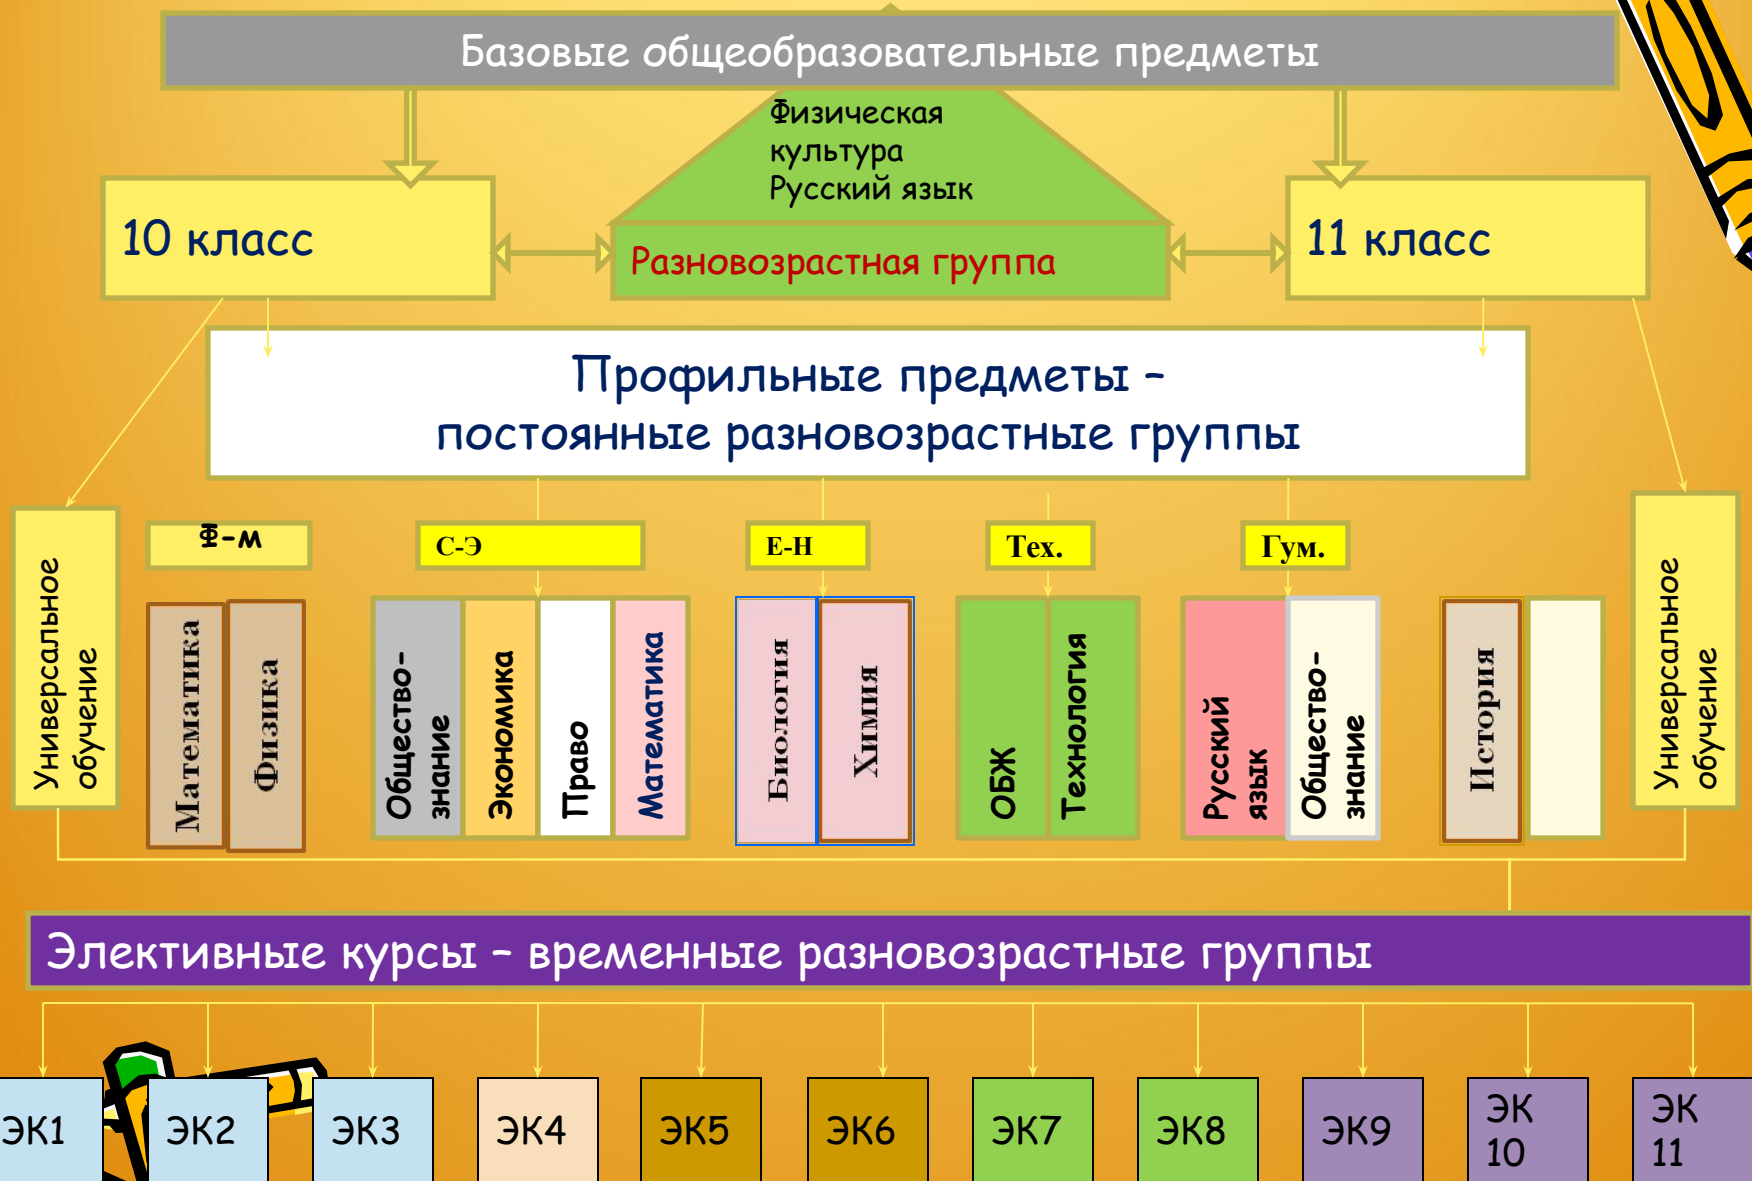 Базовые общеобразовательные предметы
Физическая
культура
Русский язык
10 класс
Разновозрастная группа
11 класс
Профильные предметы –
постоянные разновозрастные группы
Универсальное
обучение
Ф-м
С-Э
Е-Н
Тех.
Гум.
Универсальное
обучение
Математика
Физика
Общество-
знание
Экономика
Право
Математика
Биология
Химия
ОБЖ
Технология
Русский
язык
Общество-
знание
История
Элективные курсы – временные разновозрастные группы
ЭК1
ЭК2
ЭК3
ЭК4
ЭК5
ЭК6
ЭК7
ЭК8
ЭК9
ЭК
10
ЭК
11